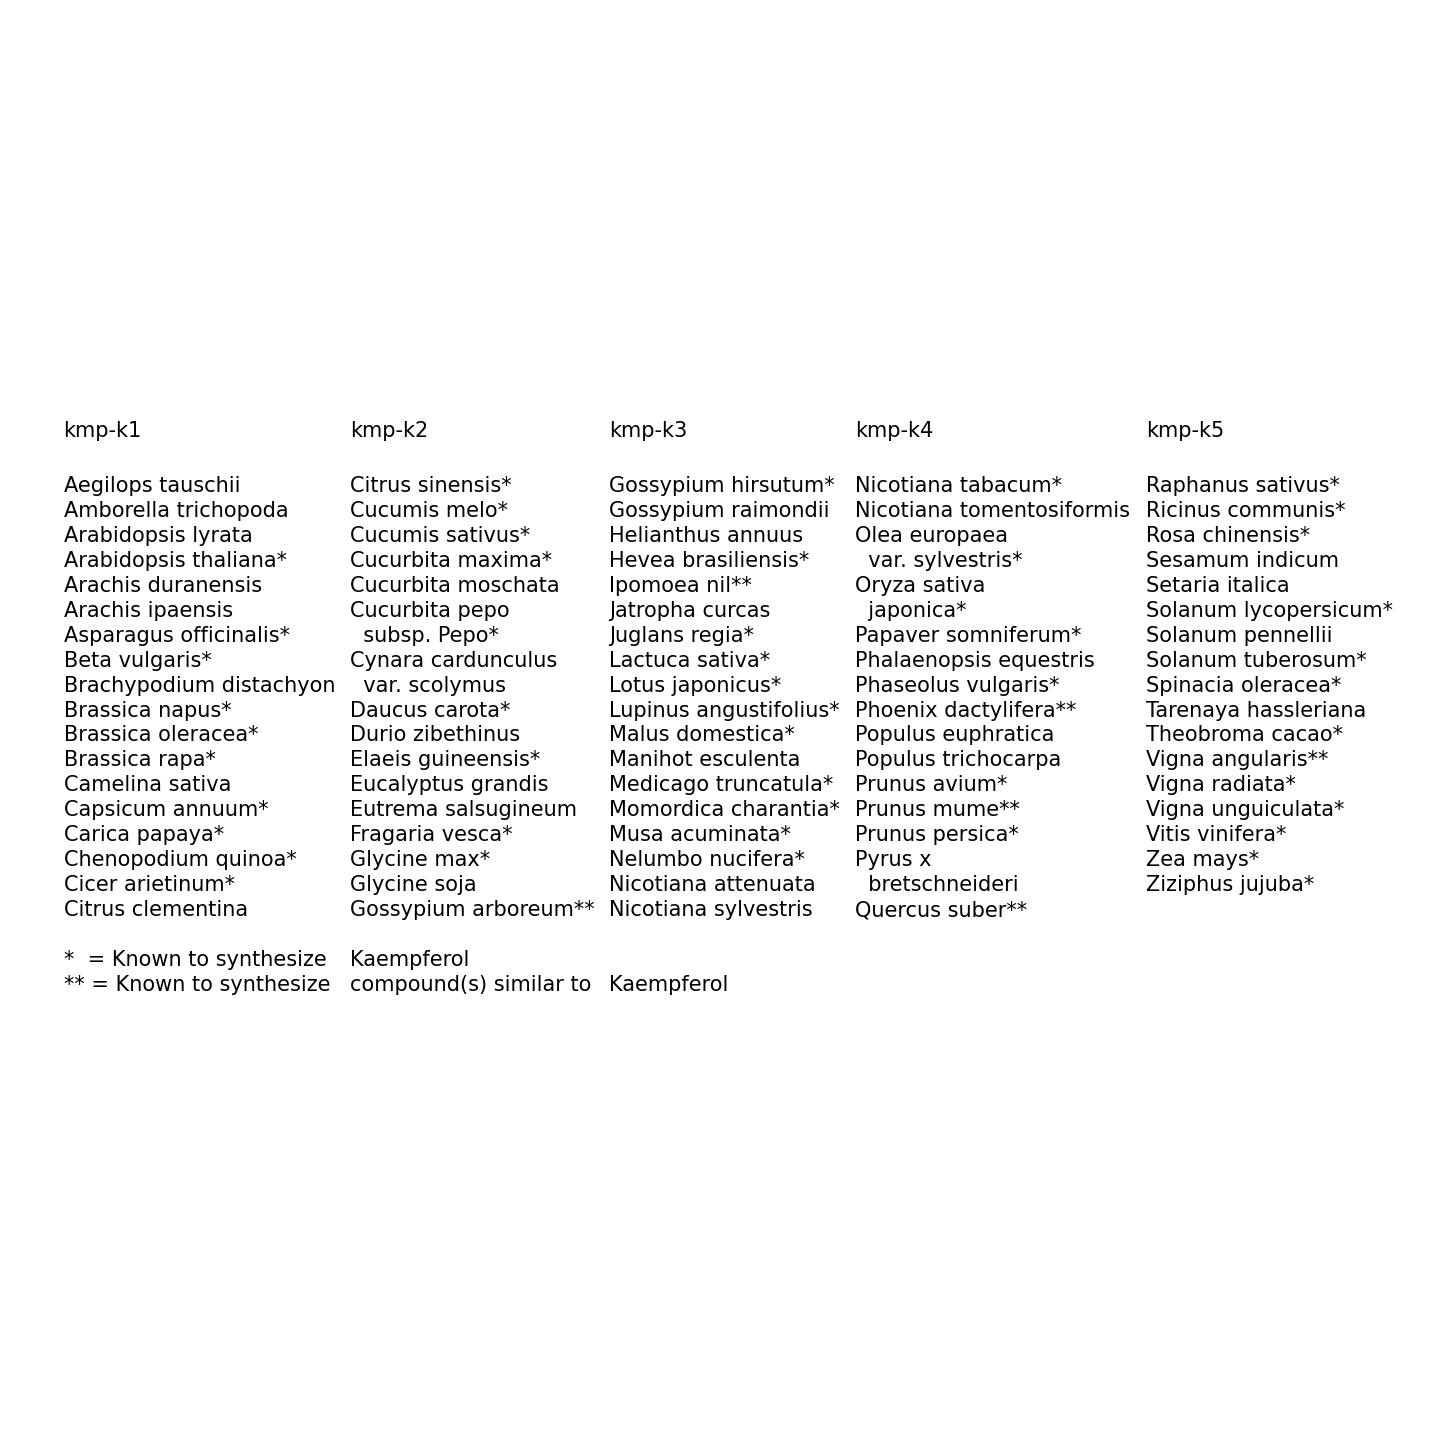 kmp-k1 kmp-k2 kmp-k3 kmp-k4 kmp-k5
Aegilops tauschii Citrus sinensis* Gossypium hirsutum* Nicotiana tabacum* Raphanus sativus*
Amborella trichopoda Cucumis melo* Gossypium raimondii Nicotiana tomentosiformis Ricinus communis*
Arabidopsis lyrata Cucumis sativus* Helianthus annuus Olea europaea Rosa chinensis*
Arabidopsis thaliana* Cucurbita maxima* Hevea brasiliensis* var. sylvestris* Sesamum indicum
Arachis duranensis Cucurbita moschata Ipomoea nil** Oryza sativa Setaria italica
Arachis ipaensis Cucurbita pepo Jatropha curcas japonica* Solanum lycopersicum*
Asparagus officinalis* subsp. Pepo* Juglans regia* Papaver somniferum* Solanum pennellii
Beta vulgaris* Cynara cardunculus Lactuca sativa* Phalaenopsis equestris Solanum tuberosum*
Brachypodium distachyon var. scolymus Lotus japonicus* Phaseolus vulgaris* Spinacia oleracea*
Brassica napus* Daucus carota* Lupinus angustifolius* Phoenix dactylifera** Tarenaya hassleriana
Brassica oleracea* Durio zibethinus Malus domestica* Populus euphratica Theobroma cacao*
Brassica rapa* Elaeis guineensis* Manihot esculenta Populus trichocarpa Vigna angularis**
Camelina sativa Eucalyptus grandis Medicago truncatula* Prunus avium* Vigna radiata*
Capsicum annuum* Eutrema salsugineum Momordica charantia* Prunus mume** Vigna unguiculata*
Carica papaya* Fragaria vesca* Musa acuminata* Prunus persica* Vitis vinifera*
Chenopodium quinoa* Glycine max* Nelumbo nucifera* Pyrus x Zea mays*
Cicer arietinum* Glycine soja Nicotiana attenuata bretschneideri Ziziphus jujuba*
Citrus clementina Gossypium arboreum** Nicotiana sylvestris Quercus suber**
* = Known to synthesize Kaempferol
** = Known to synthesize compound(s) similar to Kaempferol